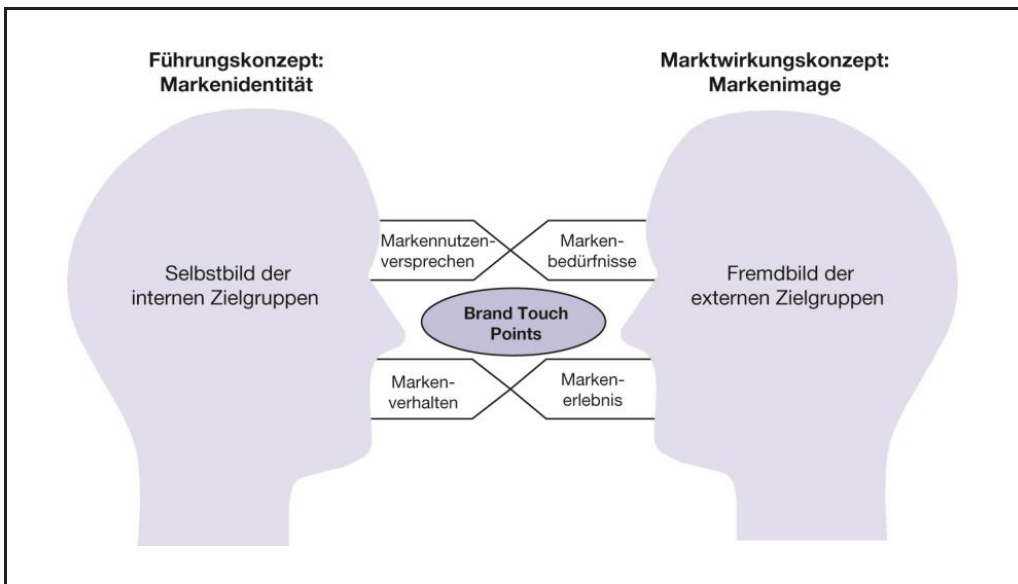 Führungskonzept:
Markenidentität
Marktwirkungskonzept:
Markenimage
Selbstbild der
internen Zielgruppen
Markennutzen-
versprechen
Marken-
bedürfnisse
Brand Touch
Points
Marken-
verhalten
Marken-
erlebnis
Fremdbild der
externen Zielgruppen